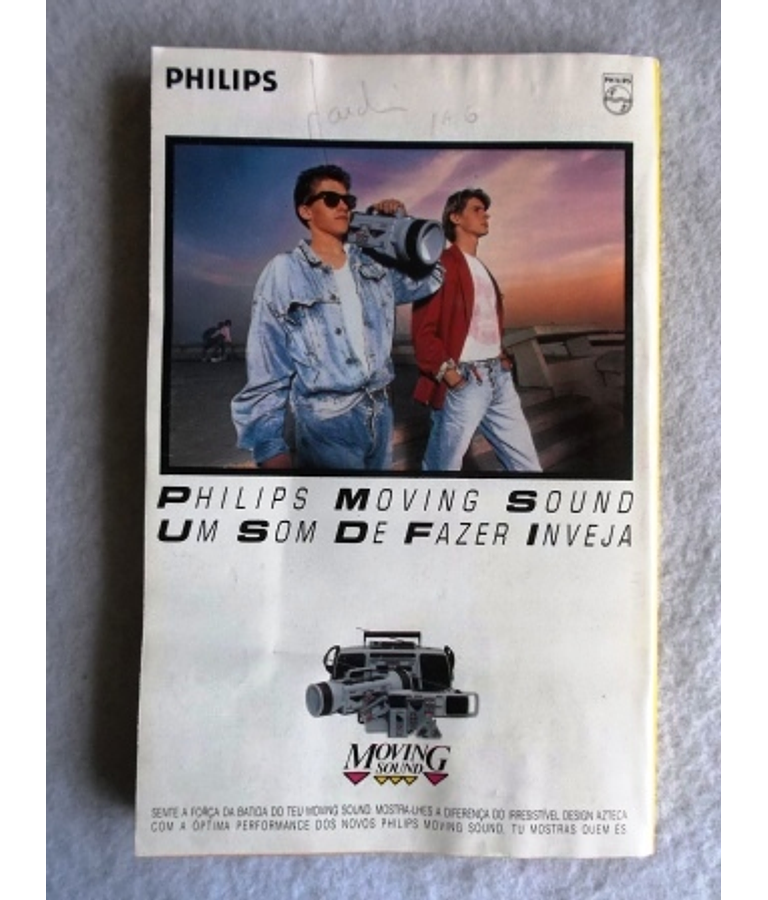 PHILIPS
PHILIPS
PHILIPS MOVING SOUND
UM SOM DE FAZER INVEJA
MOVING
SOUND
SENTE A FORÇA DA BATIDA DO TEU MOVING SOUND. MOSTRA-LHES A DIFERENÇA DO IRRESISTÍVEL DESIGN AZTECA
COM A ÓPTIMA PERFORMANCE DOS NOVOS PHILIPS MOVING SOUND, TU MOSTRAS QUEM ÉS